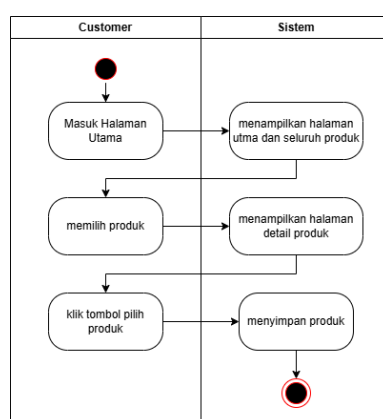 Customer
Sistem
Masuk Halaman
Utama
menampilkan halaman
utma dan seluruh produk
memilih produk
menampilkan halaman
detail produk
klik tombol pilih
produk
menyimpan produk